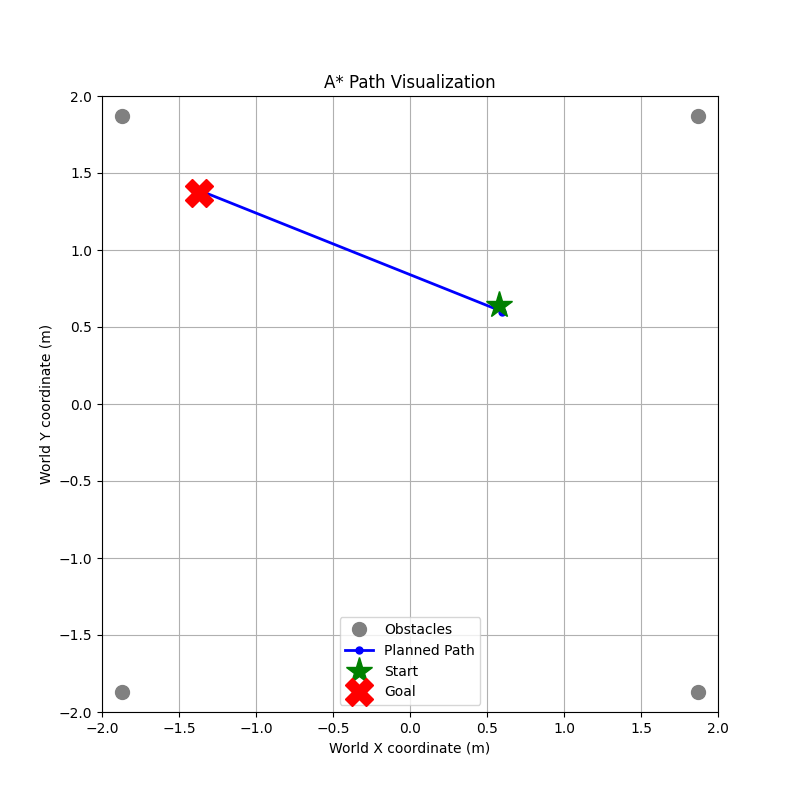 A* Path Visualization
2.0
1.5
1.0
0.5
0.0
−0.5
−1.0
−1.5
−2.0
World Y coordinate (m)
Obstacles
Planned Path
Start
Goal
−2.0 −1.5 −1.0 −0.5 0.0 0.5 1.0 1.5 2.0
World X coordinate (m)